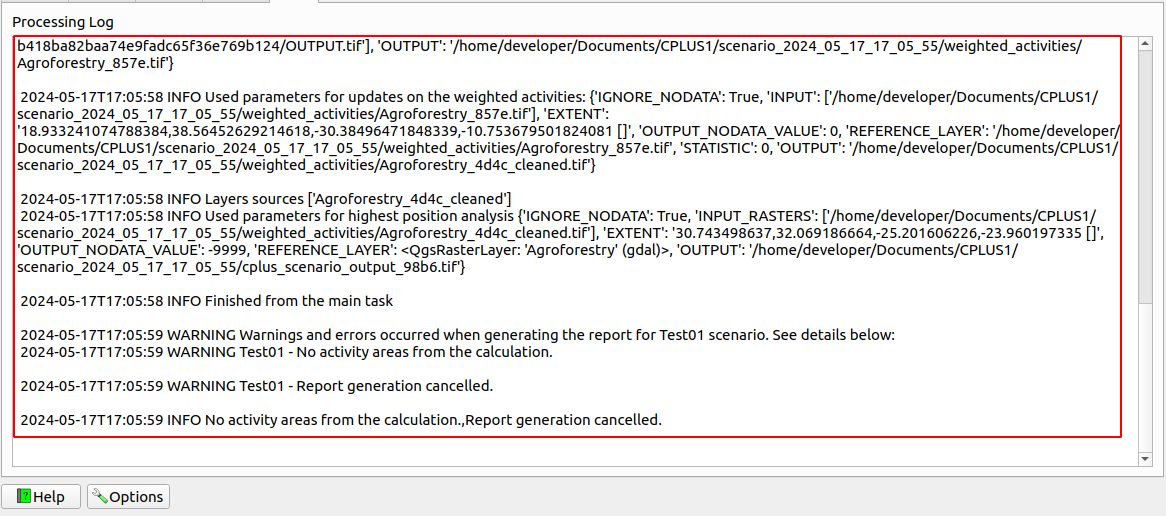 Processing Log
b418ba82baa74e9fadc65f36e769b124/OUTPUT.tif'], 'OUTPUT': '/home/developer/Documents/CPLUS1/scenario_2024_05_17_17_05_55/weighted_activities/
Agroforestry_857e.tif'}
2024-05-17T17:05:58 INFO Used parameters for updates on the weighted activities: {'IGNORE_NODATA': True, 'INPUT': ['/home/developer/Documents/CPLUS1/
scenario_2024_05_17_17_05_55/weighted_activities/Agroforestry_857e.tif'], 'EXTENT':
'18.933241074788384,38.56452629214618,-30.38496471848339,-10.753679501824081 []', 'OUTPUT_NODATA_VALUE': 0, 'REFERENCE_LAYER': '/home/developer/
Documents/CPLUS1/scenario_2024_05_17_17_05_55/weighted_activities/Agroforestry_857e.tif', 'STATISTIC': 0, 'OUTPUT': '/home/developer/Documents/CPLUS1/
scenario_2024_05_17_17_05_55/weighted_activities/Agroforestry_4d4c_cleaned.tif'}
2024-05-17T17:05:58 INFO Layers sources ['Agroforestry_4d4c_cleaned']
2024-05-17T17:05:58 INFO Used parameters for highest position analysis {'IGNORE_NODATA': True, 'INPUT_RASTERS': ['/home/developer/Documents/CPLUS1/
scenario_2024_05_17_17_05_55/weighted_activities/Agroforestry_4d4c_cleaned.tif'], 'EXTENT': '30.743498637,32.069186664,-25.201606226,-23.960197335 []',
'OUTPUT_NODATA_VALUE': -9999, 'REFERENCE_LAYER': <QgsRasterLayer: 'Agroforestry' (gdal)>, 'OUTPUT': '/home/developer/Documents/CPLUS1/
scenario_2024_05_17_17_05_55/cplus_scenario_output_98b6.tif'}
2024-05-17T17:05:58 INFO Finished from the main task
2024-05-17T17:05:59 WARNING Warnings and errors occurred when generating the report for Test01 scenario. See details below:
2024-05-17T17:05:59 WARNING Test01 - No activity areas from the calculation.
2024-05-17T17:05:59 WARNING Test01 - Report generation cancelled.
2024-05-17T17:05:59 INFO No activity areas from the calculation.,Report generation cancelled.
Help Options